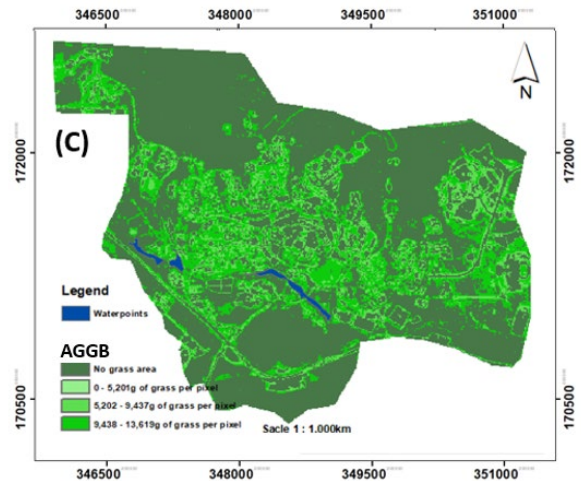 346500 348000 349500 351000
N
(C)
172000 172000
Legend
Waterpoints
AGGB
No grass area
0 - 5,201g of grass per pixel
5,202 - 9,437g of grass per pixel
9,438 - 13,619g of grass per pixel
Sacle 1 : 1.000km
170500 170500
346500 348000 349500 351000